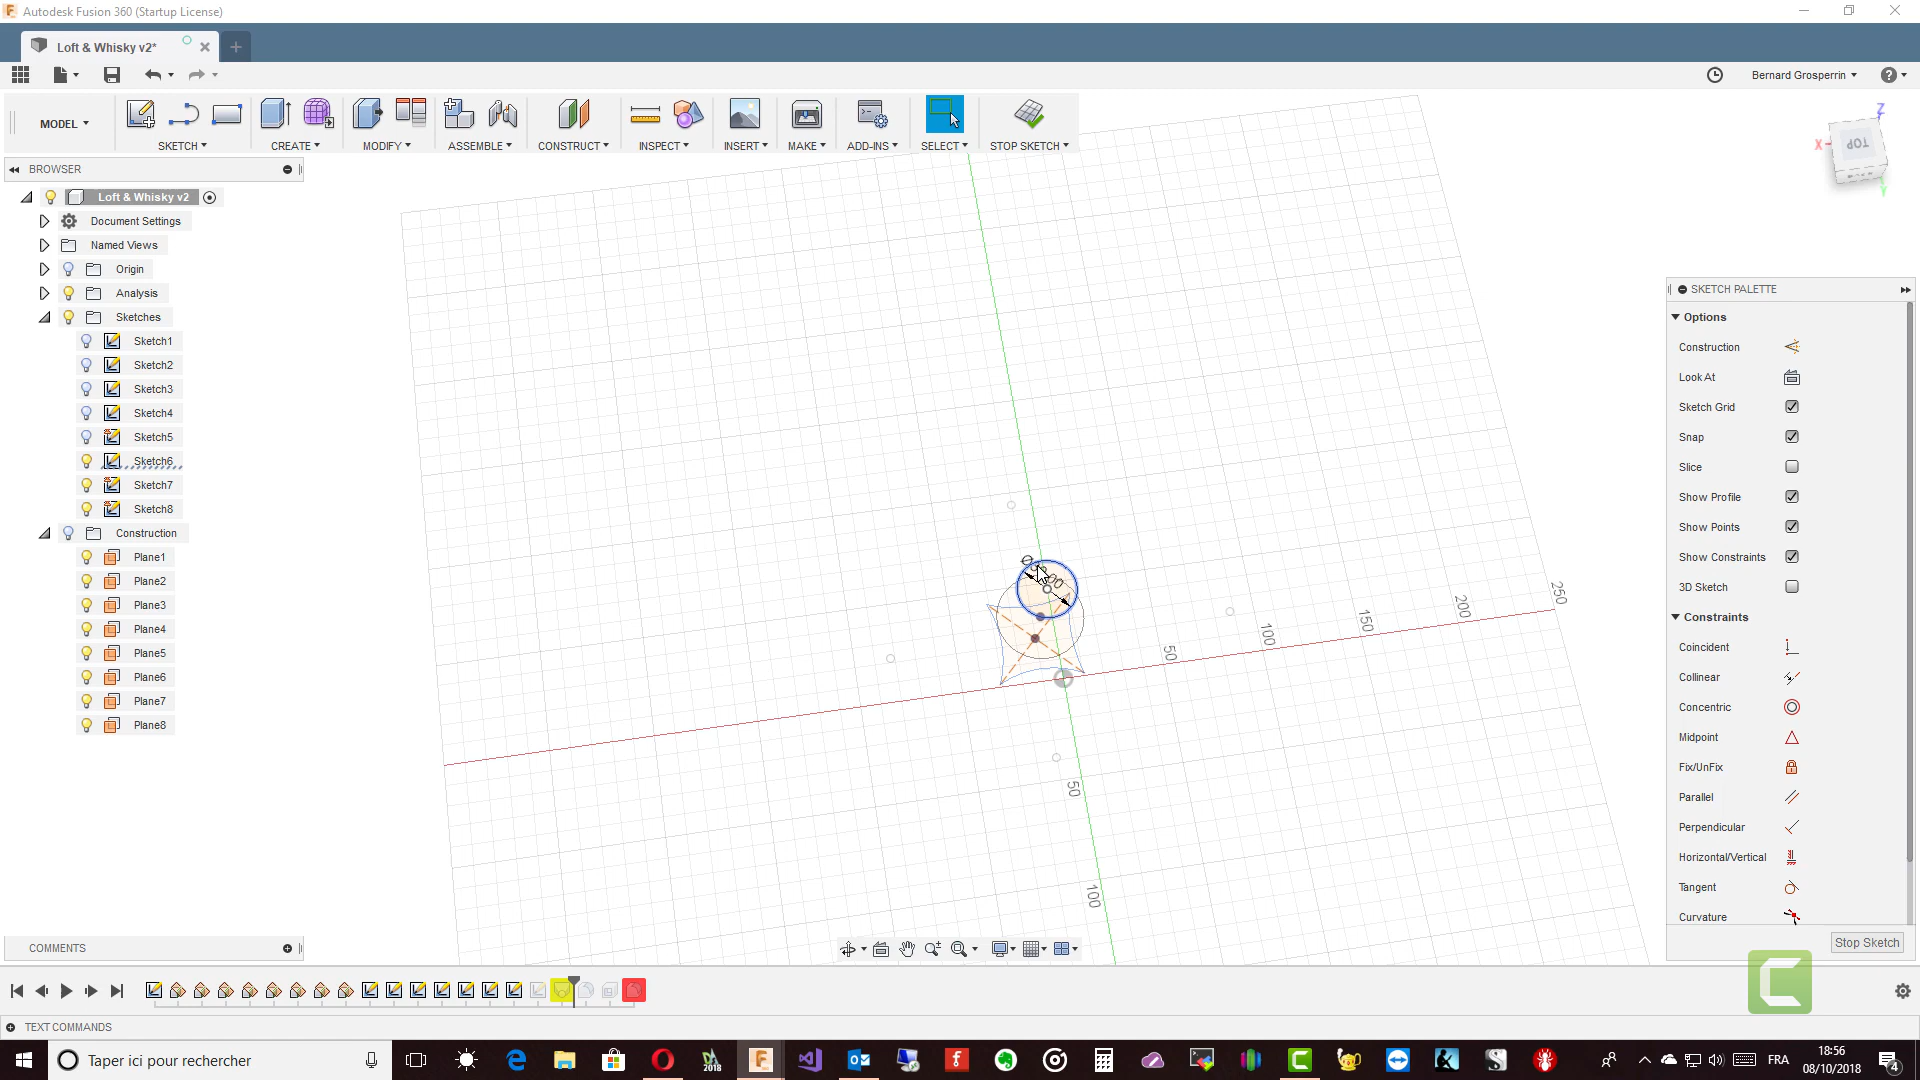 Autodesk Fusion 360 (Startup License)
Loft & Whisky v2*
Bernard Grosperrin
MODEL
SKETCH
CREATE
MODIFY
ASSEMBLE
CONSTRUCT
INSPECT
INSERT
MAKE
ADD-INS
SELECT
STOP SKETCH
Z
X
TOP
BROWSER
Loft & Whisky v2
Document Settings
Named Views
Origin
Analysis
Sketches
Sketch1
Sketch2
Sketch3
Sketch4
Sketch5
Sketch6
Sketch7
Sketch8
Construction
Plane1
Plane2
Plane3
Plane4
Plane5
Plane6
Plane7
Plane8
50
100
150
200
250
50
100
SKETCH PALETTE
Options
Construction
Look At
Sketch Grid
Snap
Slice
Show Profile
Show Points
Show Constraints
3D Sketch
Constraints
Coincident
Collinear
Concentric
Midpoint
Fix/UnFix
Parallel
Perpendicular
Horizontal/Vertical
Tangent
Curvature
Stop Sketch
COMMENTS
TEXT COMMANDS
Taper ici pour rechercher
2018
FRA
18:56
08/10/2018
4